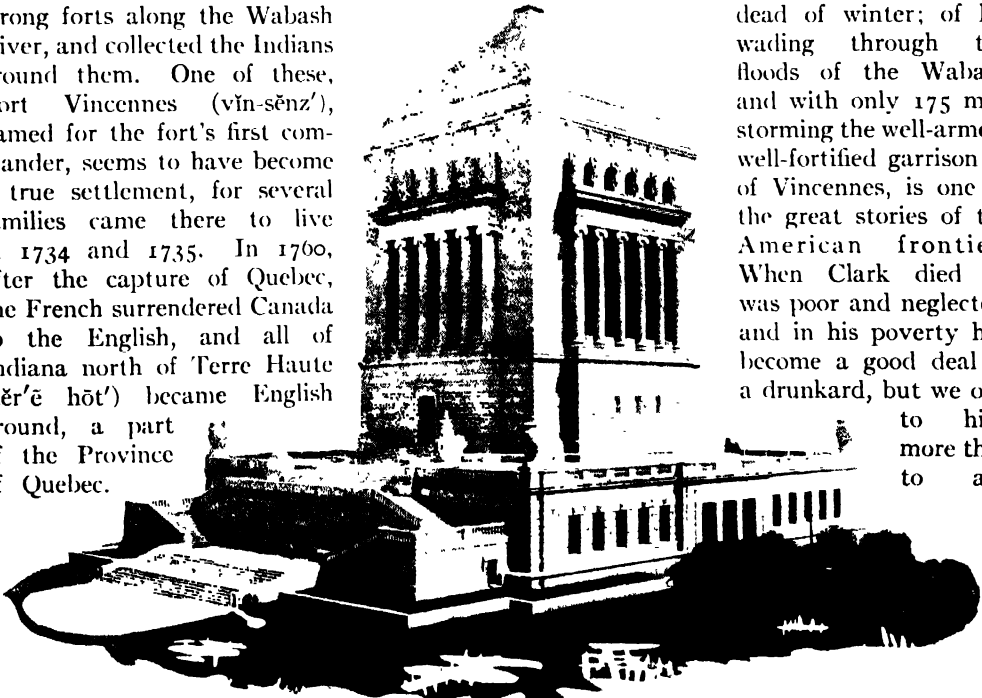 rong forts along the Wabash
iver, and collected the Indians
round them. One of these,
ort Vincennes (vĭn-sĕnz′),
amed for the fort's first com-
ander, seems to have become
true settlement, for several
milies came there to live
1734 and 1735. In 1760,
fter the capture of Quebec,
he French surrendered Canada
o the English, and all of
ndiana north of Terre Haute
ĕr′ē hōt′) became English
round, a part
f the Province
f Quebec.
dead of winter; of h
wading through t
floods of the Waba
and with only 175 m
storming the well-arme
well-fortified garrison
of Vincennes, is one
the great stories of t
American frontie
When Clark died
was poor and neglecte
and in his poverty h
become a good deal
a drunkard, but we o
to hi
more th
to a